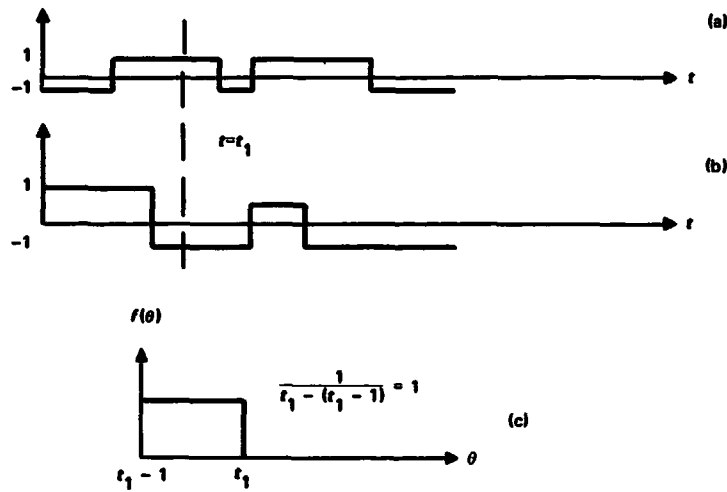 (a)
1
-1
t
t=t₁
(b)
1
-1
t
f(θ)
1 / (t₁ - (t₁ - 1)) = 1
(c)
t₁ - 1
t₁
θ